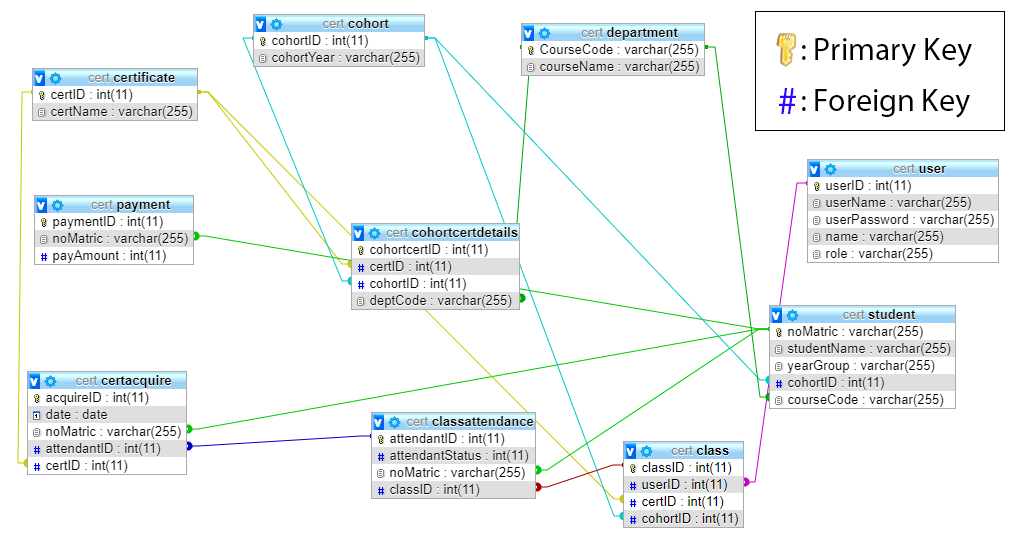 cert cohort
cohortID : int(11)
cohortYear : varchar(255)
cert department
CourseCode : varchar(255)
courseName : varchar(255)
: Primary Key
#: Foreign Key
cert certificate
certID : int(11)
certName : varchar(255)
cert user
userID : int(11)
userName : varchar(255)
userPassword : varchar(255)
name : varchar(255)
role : varchar(255)
cert payment
paymentID : int(11)
noMatric : varchar(255)
# payAmount : int(11)
cert cohortcertdetails
cohortcertID : int(11)
# certID : int(11)
# cohortID : int(11)
deptCode : varchar(255)
cert student
noMatric : varchar(255)
studentName : varchar(255)
yearGroup : varchar(255)
# cohortID : int(11)
courseCode : varchar(255)
cert certacquire
acquireID : int(11)
date : date
noMatric : varchar(255)
# attendantID : int(11)
# certID : int(11)
cert classattendance
attendantID : int(11)
# attendantStatus : int(11)
noMatric : varchar(255)
# classID : int(11)
cert class
classID : int(11)
# userID : int(11)
# certID : int(11)
# cohortID : int(11)